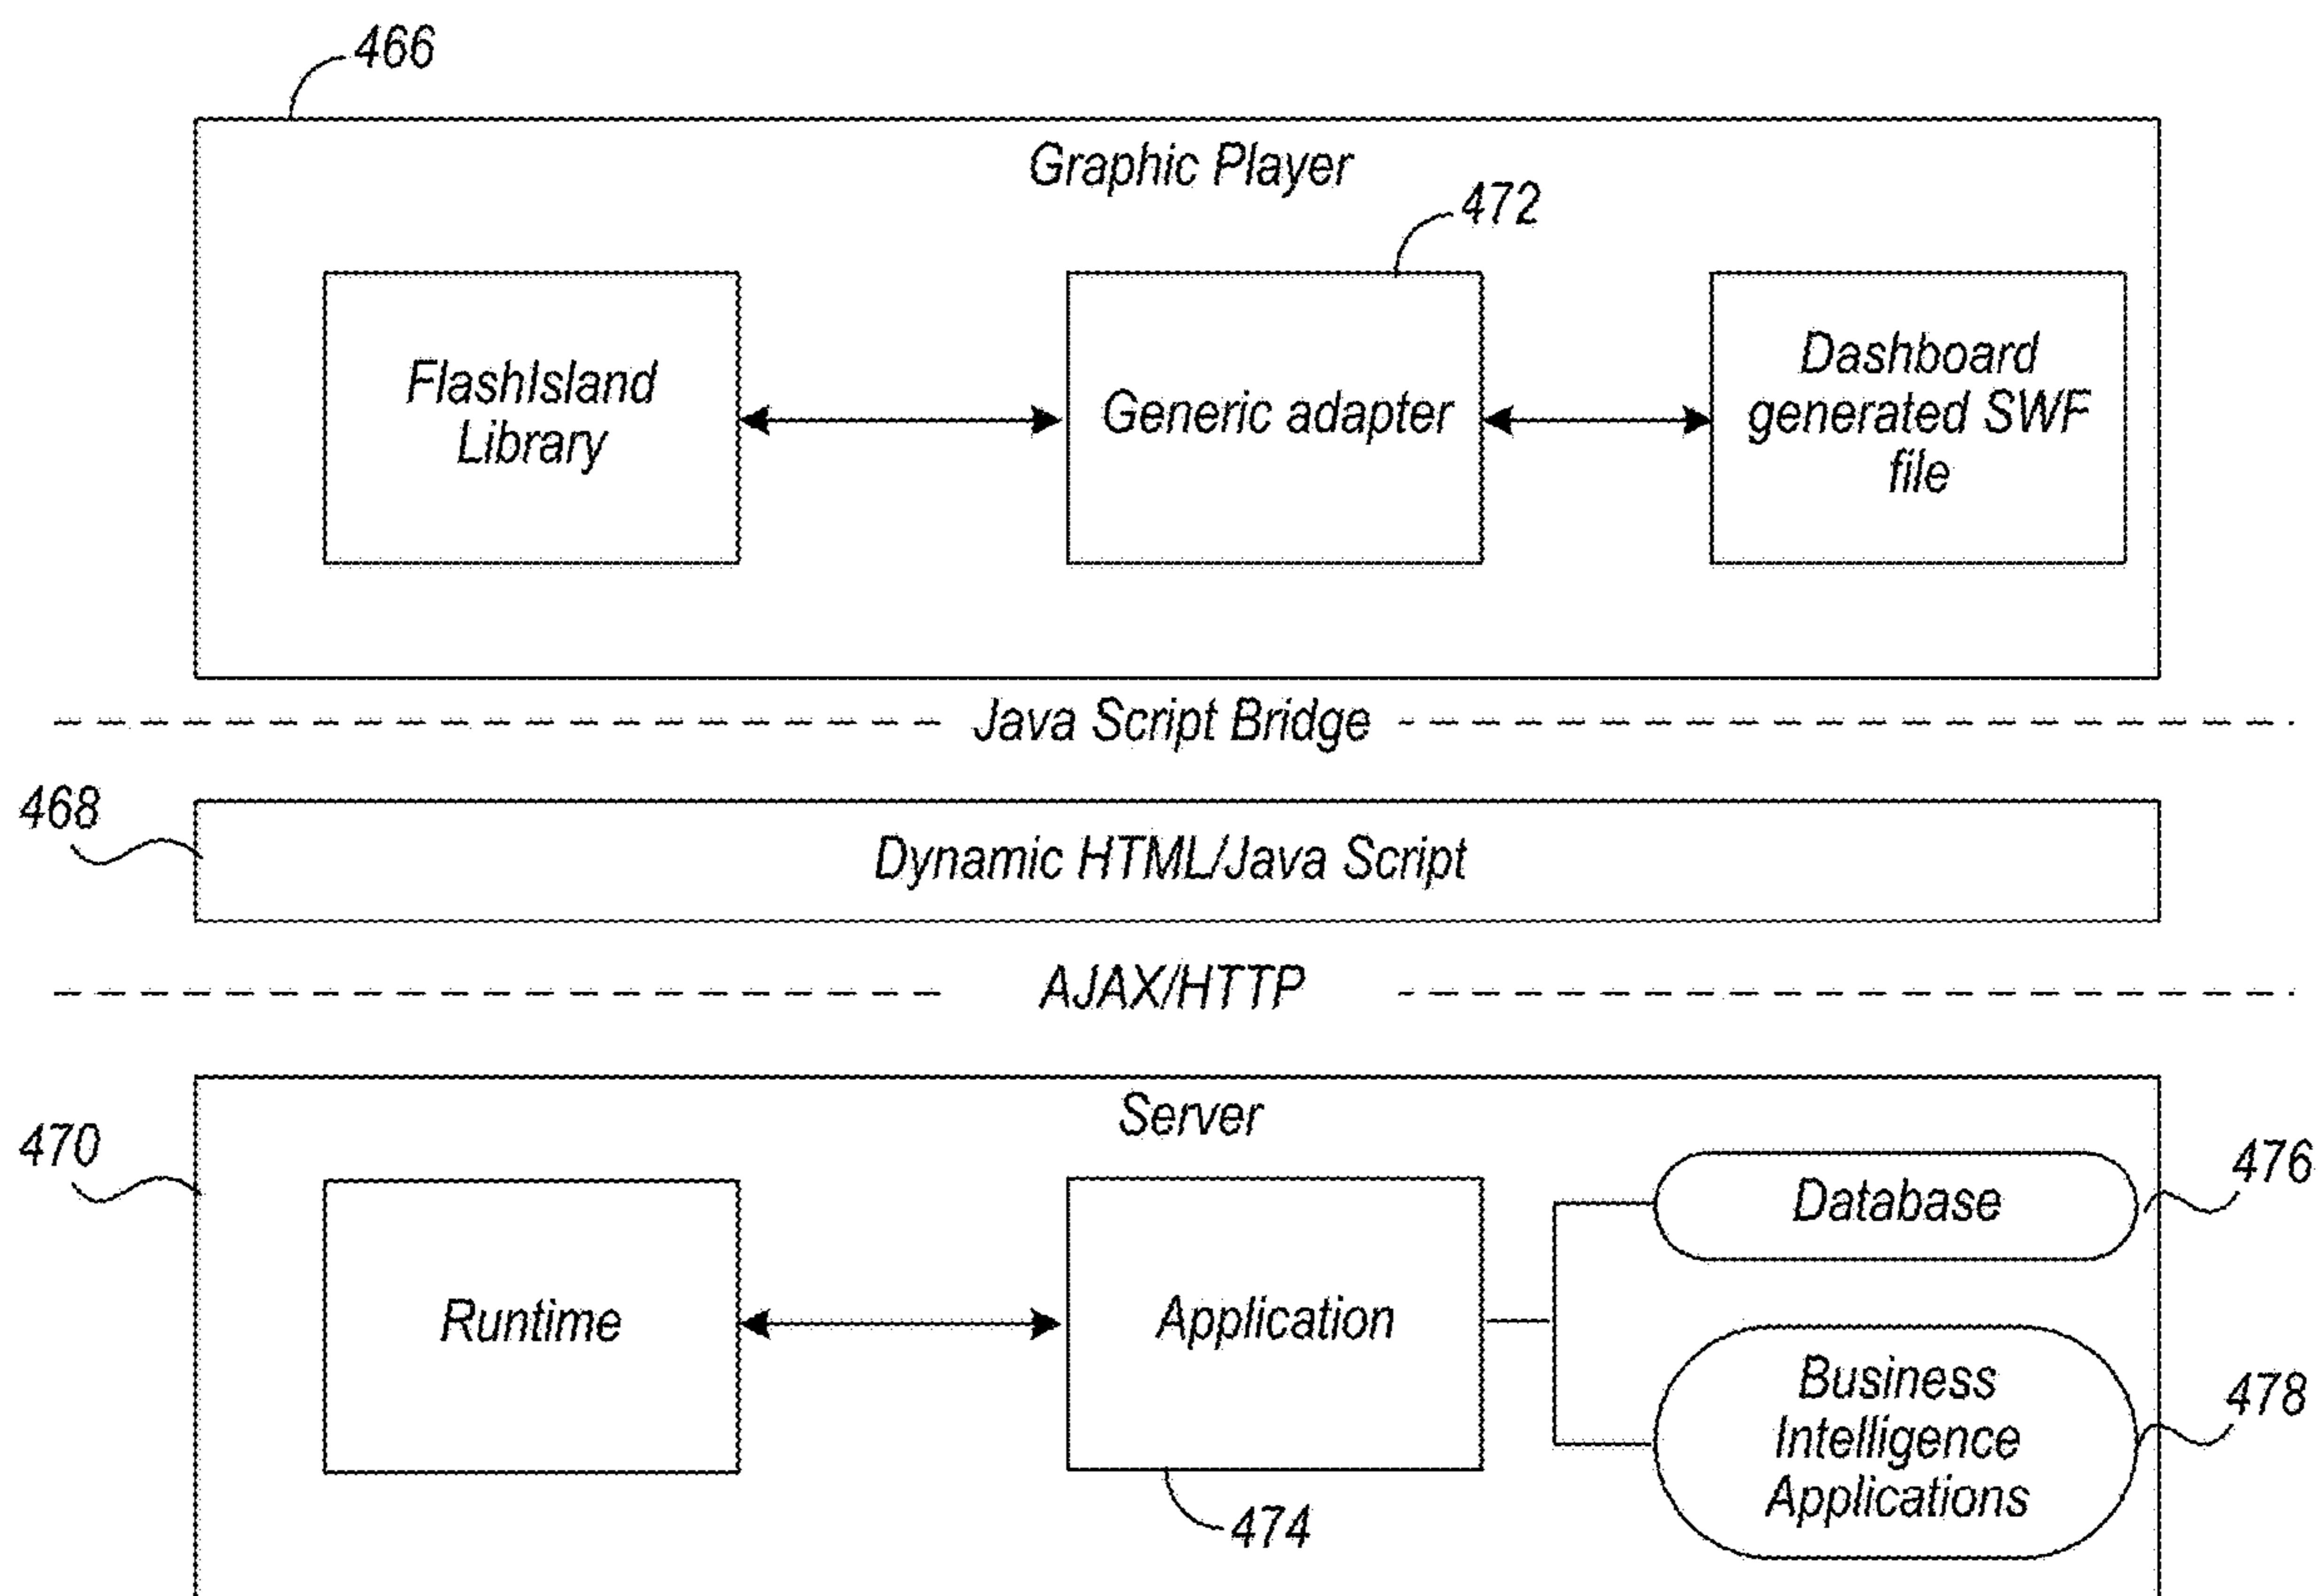 466
Graphic Player
472
FlashIsland
Library
Generic adapter
Dashboard
generated SWF
file
Java Script Bridge
468
Dynamic HTML/Java Script
AJAX/HTTP
Server
470
476
Database
Runtime
Application
Business
Intelligence
Applications
478
474